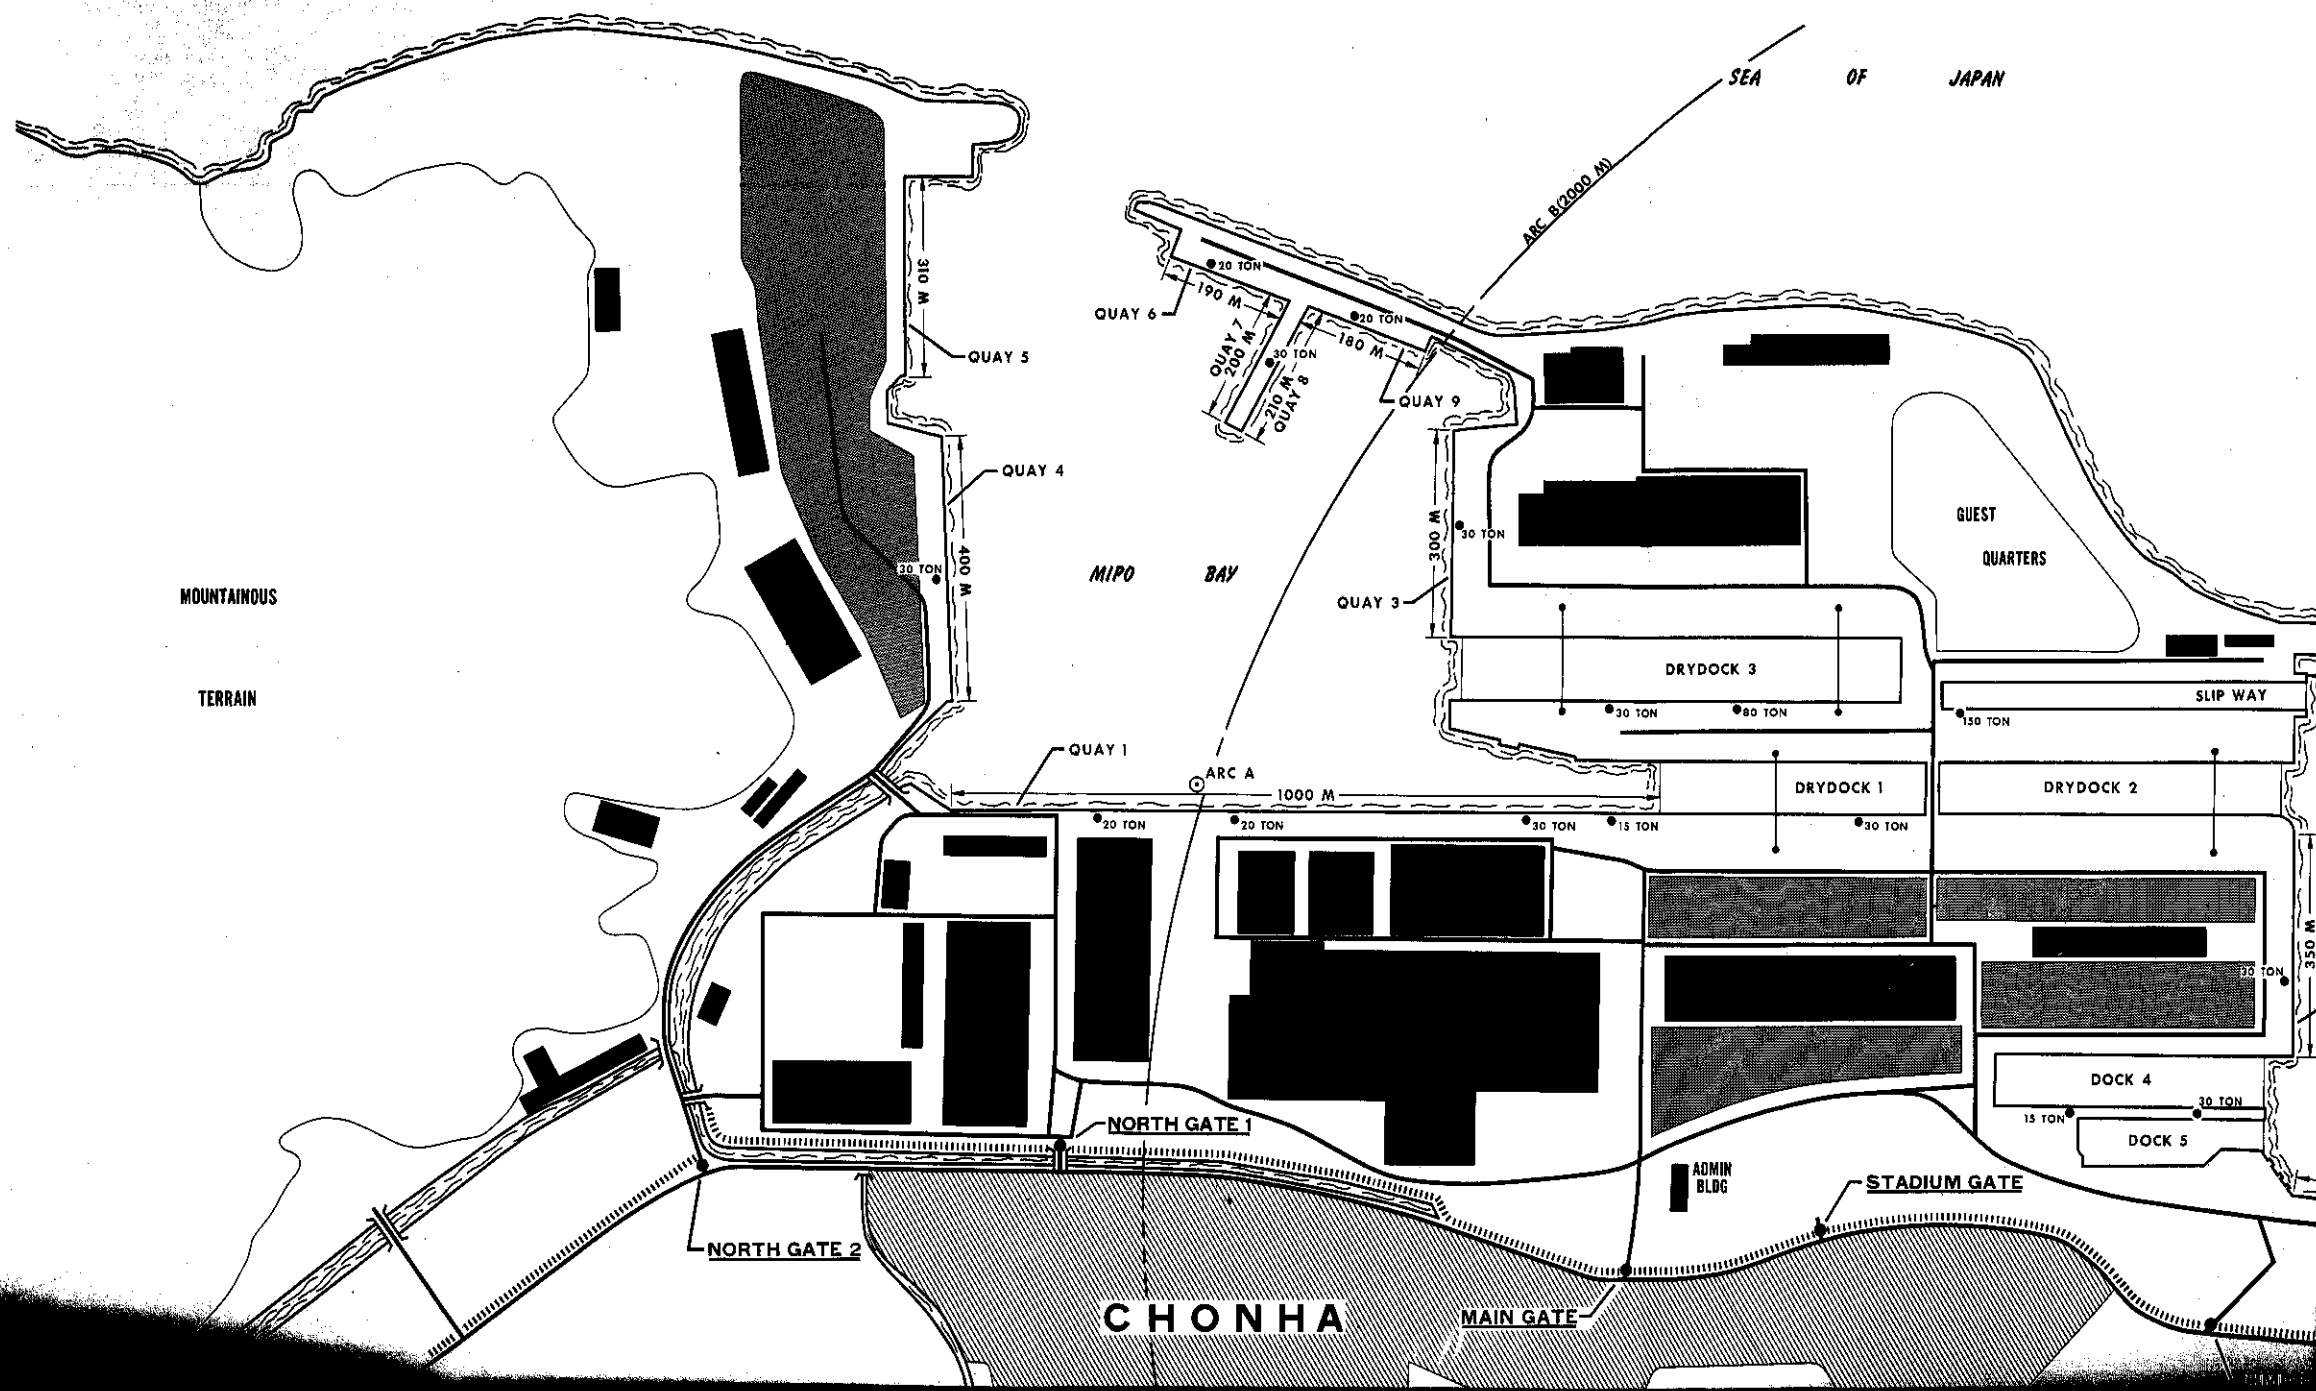 SEA OF JAPAN
ARC B(2000 M)
20 TON
310 M
190 M
QUAY 6
20 TON
QUAY 7
200 M
30 TON
180 M
QUAY 5
210 M
QUAY 8
QUAY 9
QUAY 4
GUEST
QUARTERS
300 M
30 TON
30 TON
400 M
MIPO BAY
QUAY 3
MOUNTAINOUS
TERRAIN
DRYDOCK 3
SLIP WAY
30 TON
80 TON
150 TON
QUAY 1
ARC A
1000 M
DRYDOCK 1
DRYDOCK 2
20 TON
20 TON
30 TON
15 TON
30 TON
350 M
30 TON
DOCK 4
30 TON
15 TON
DOCK 5
NORTH GATE 1
ADMIN
BLDG
STADIUM GATE
NORTH GATE 2
CHONHA
MAIN GATE